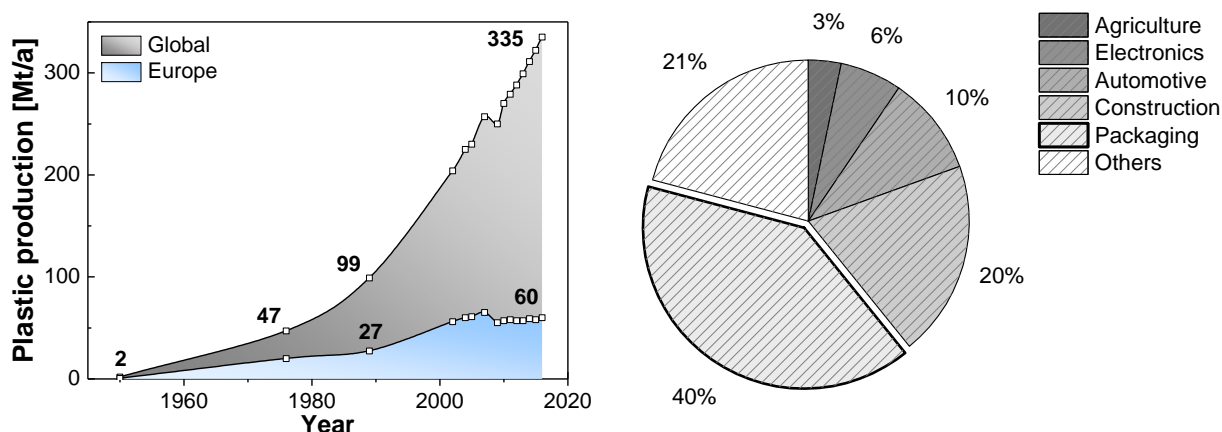 Plastic production [Mt/a]
300
200
100
0
Global
Europe
335
99
47
27
60
2
1960
1980
2000
2020
Year
3%
6%
10%
20%
40%
21%
Agriculture
Electronics
Automotive
Construction
Packaging
Others